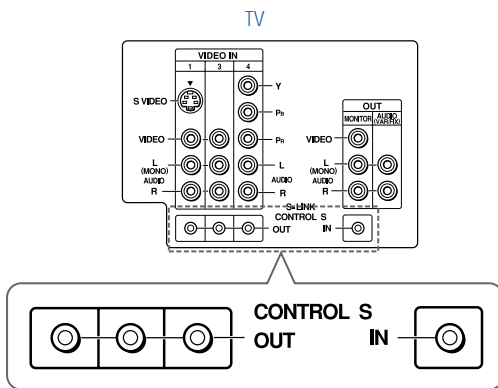 TV
VIDEO IN
1 3 4
S VIDEO
Y
PB
PR
VIDEO
L
(MONO)
AUDIO
R
L
AUDIO
R
OUT
MONITOR
AUDIO
(VAR/FIX)
VIDEO
L
(MONO)
AUDIO
R
S-LINK
CONTROL S
OUT
IN
CONTROL S
OUT
IN